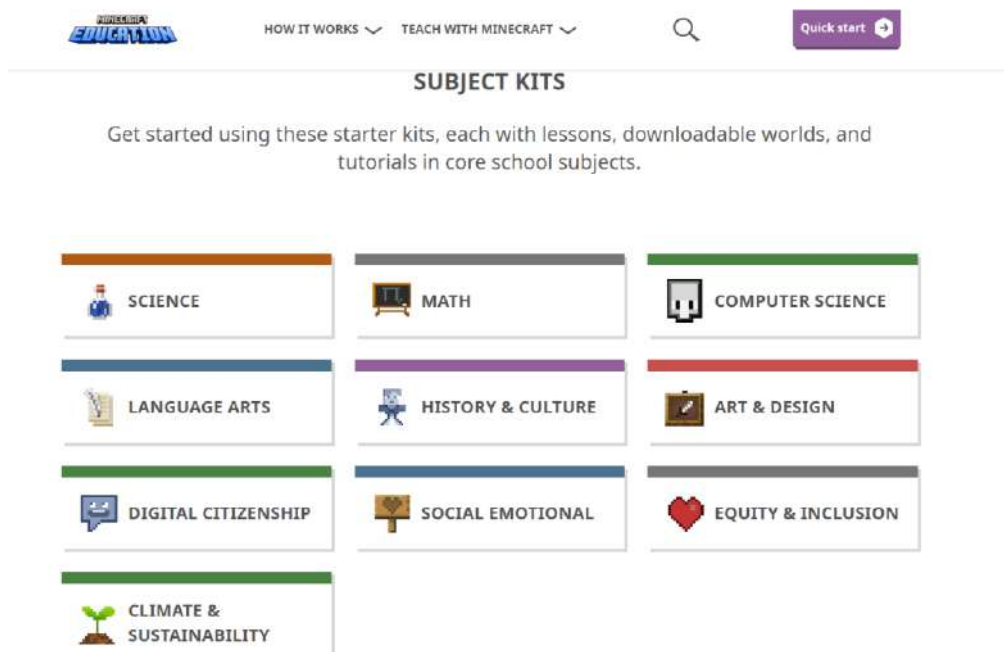 MINECRAFT
EDUCATION
HOW IT WORKS
TEACH WITH MINECRAFT
Quick start
SUBJECT KITS
Get started using these starter kits, each with lessons, downloadable worlds, and
tutorials in core school subjects.
SCIENCE
MATH
COMPUTER SCIENCE
LANGUAGE ARTS
HISTORY & CULTURE
ART & DESIGN
DIGITAL CITIZENSHIP
SOCIAL EMOTIONAL
EQUITY & INCLUSION
CLIMATE &
SUSTAINABILITY